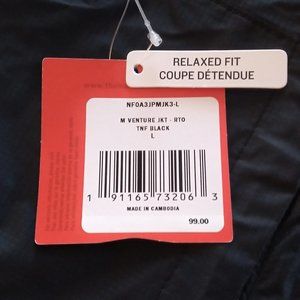 RELAXED FIT
COUPE DÉTENDUE
NF0A3JPMJK3-L
M VENTURE JKT - RTO
TNF BLACK
L
1 91165 73206 3
MADE IN CAMBODIA
99.00